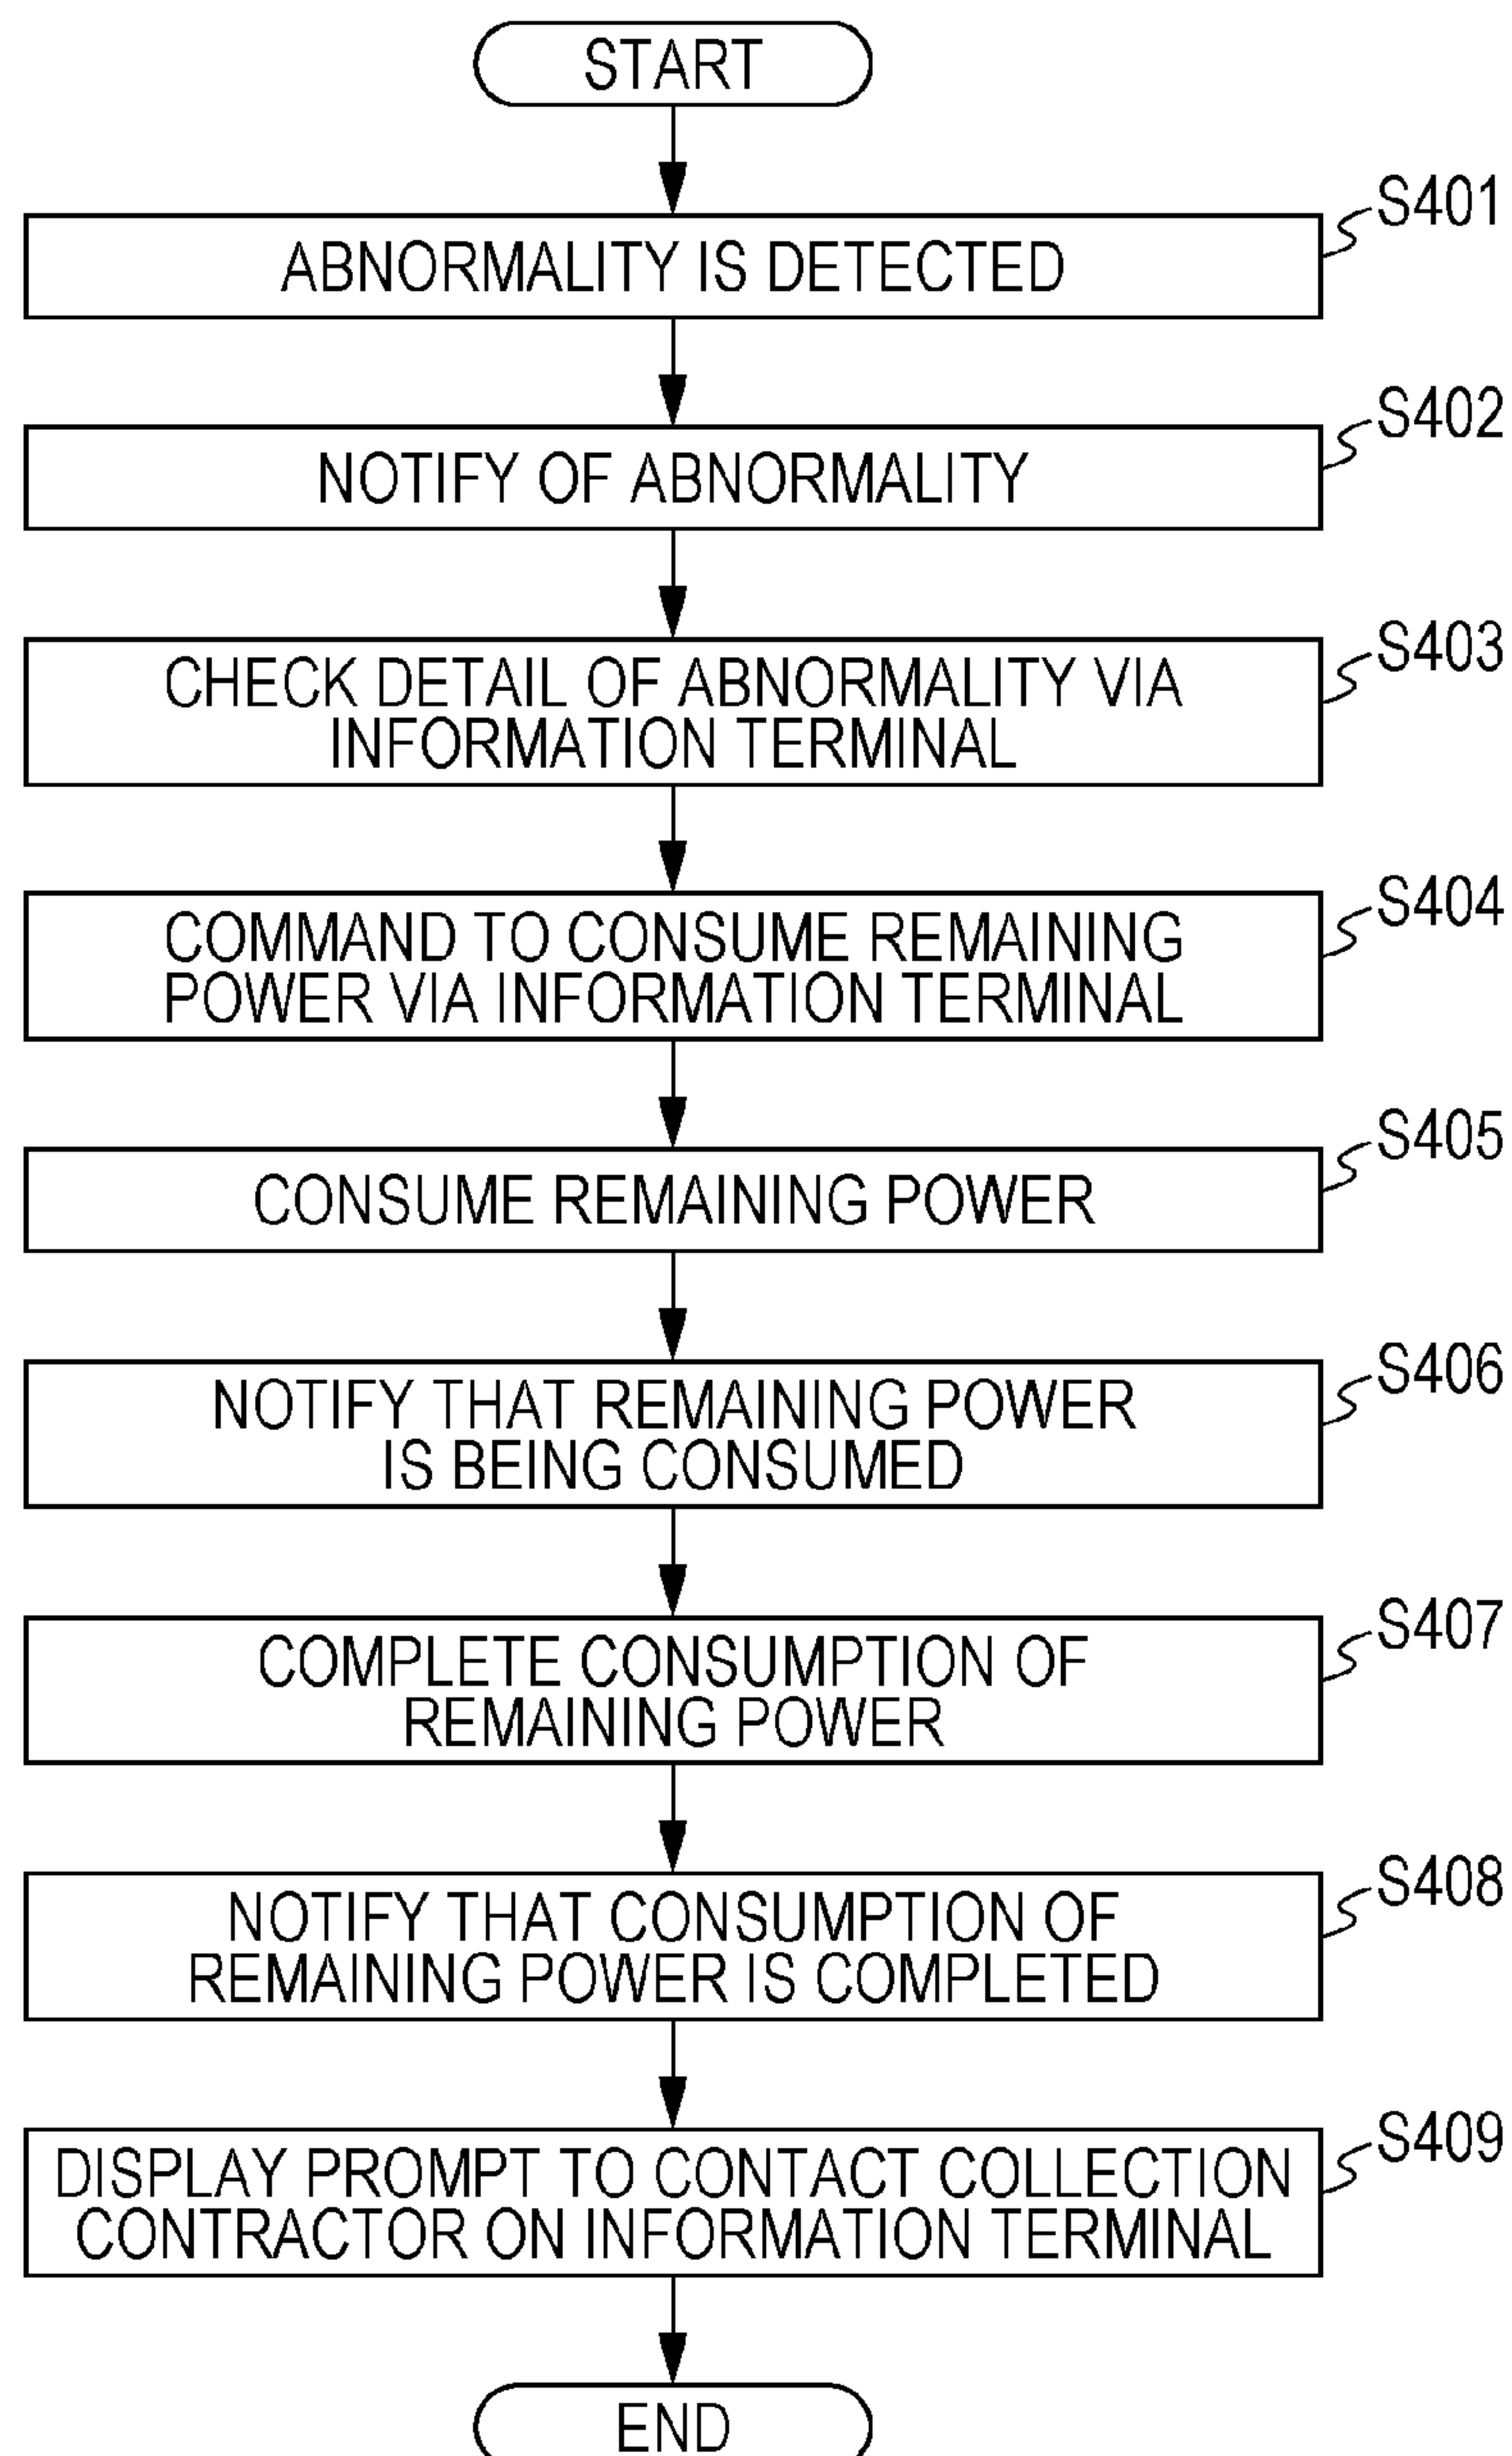 START
S401
ABNORMALITY IS DETECTED
S402
NOTIFY OF ABNORMALITY
S403
CHECK DETAIL OF ABNORMALITY VIA
INFORMATION TERMINAL
S404
COMMAND TO CONSUME REMAINING
POWER VIA INFORMATION TERMINAL
S405
CONSUME REMAINING POWER
S406
NOTIFY THAT REMAINING POWER
IS BEING CONSUMED
S407
COMPLETE CONSUMPTION OF
REMAINING POWER
S408
NOTIFY THAT CONSUMPTION OF
REMAINING POWER IS COMPLETED
S409
DISPLAY PROMPT TO CONTACT COLLECTION
CONTRACTOR ON INFORMATION TERMINAL
END